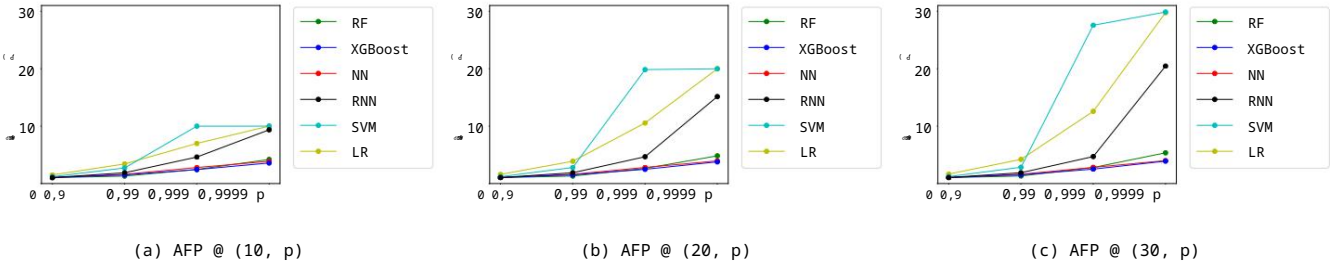 30
20
10
0 0,9 0,99 0,999 0,9999 p
RF
XGBoost
NN
RNN
SVM
LR
(a) AFP @ (10, p)
30
20
10
0 0,9 0,99 0,999 0,9999 p
RF
XGBoost
NN
RNN
SVM
LR
(b) AFP @ (20, p)
30
20
10
0 0,9 0,99 0,999 0,9999 p
RF
XGBoost
NN
RNN
SVM
LR
(c) AFP @ (30, p)